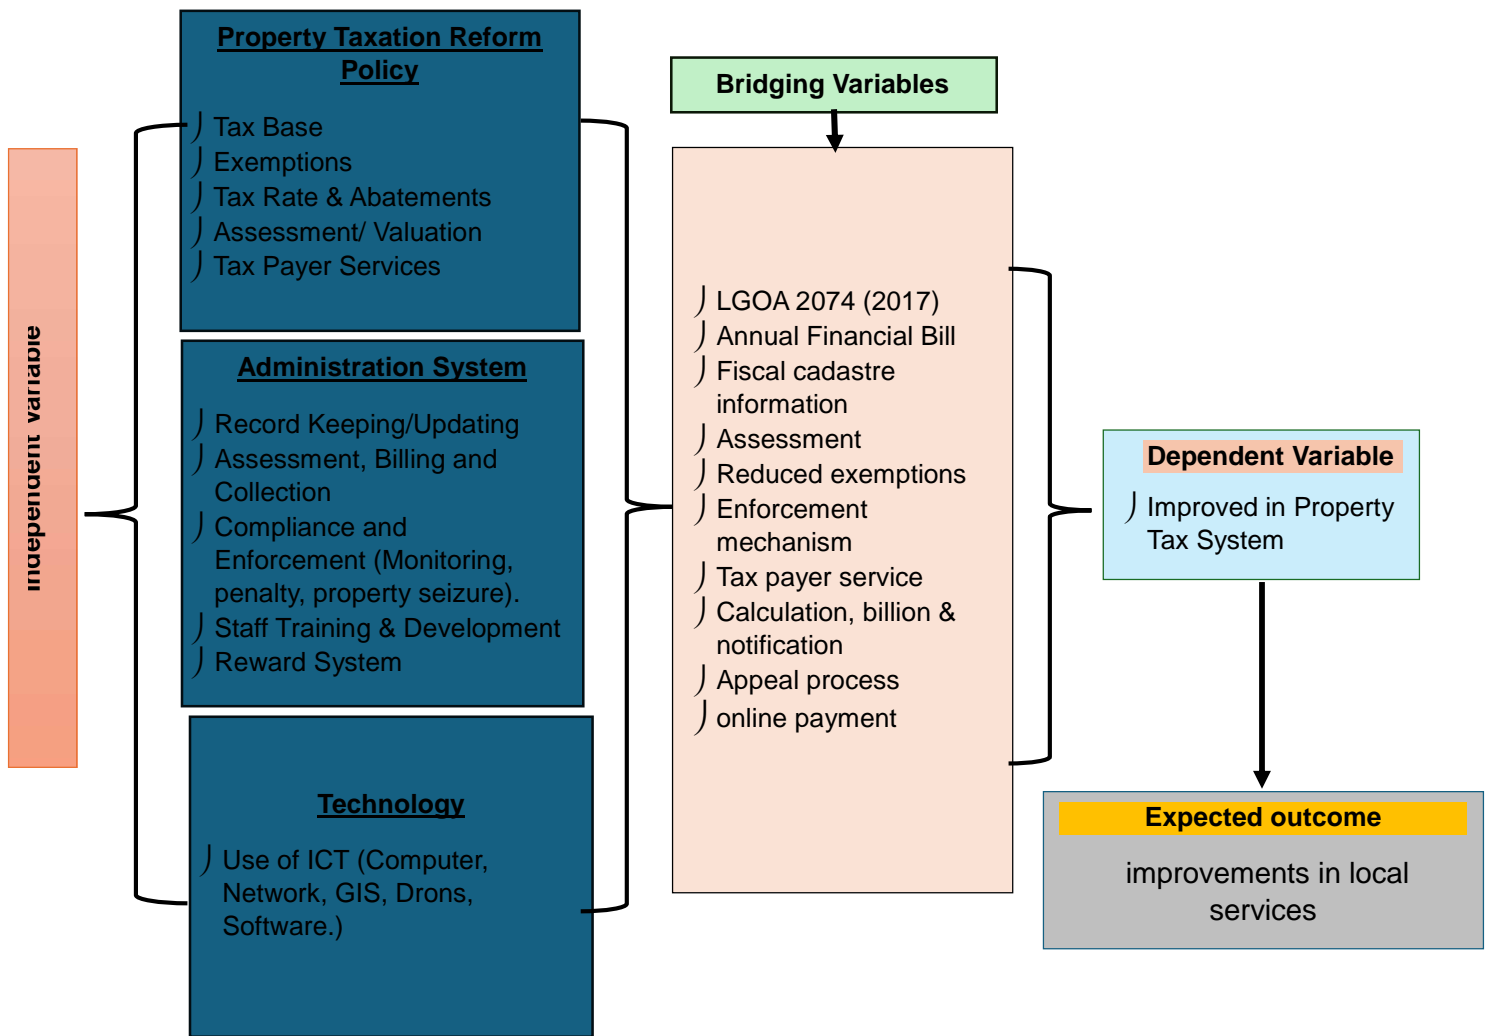 Independent Variable
Property Taxation Reform
Policy
Tax Base
Exemptions
Tax Rate & Abatements
Assessment/ Valuation
Tax Payer Services
Administration System
Record Keeping/Updating
Assessment, Billing and
Collection
Compliance and
Enforcement (Monitoring,
penalty, property seizure).
Staff Training & Development
Reward System
Technology
Use of ICT (Computer,
Network, GIS, Drons,
Software.)
Bridging Variables
LGOA 2074 (2017)
Annual Financial Bill
Fiscal cadastre
information
Assessment
Reduced exemptions
Enforcement
mechanism
Tax payer service
Calculation, billion &
notification
Appeal process
online payment
Dependent Variable
Improved in Property
Tax System
Expected outcome
improvements in local
services